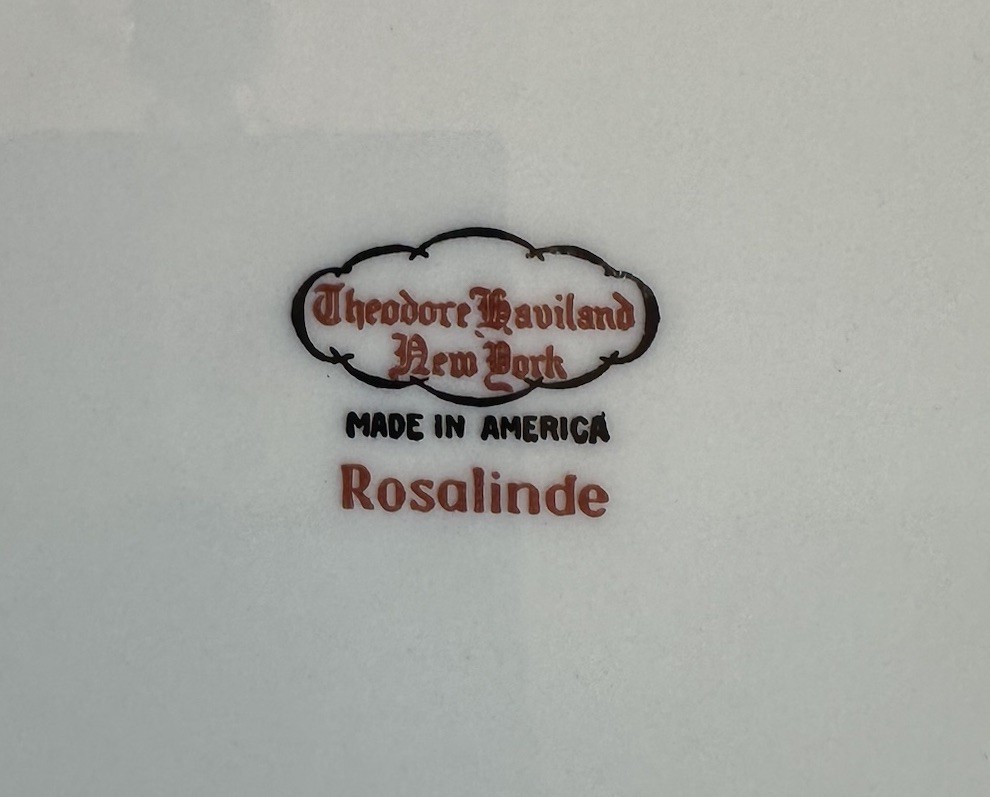 Theodore Haviland
New York
MADE IN AMERICA
Rosalinde